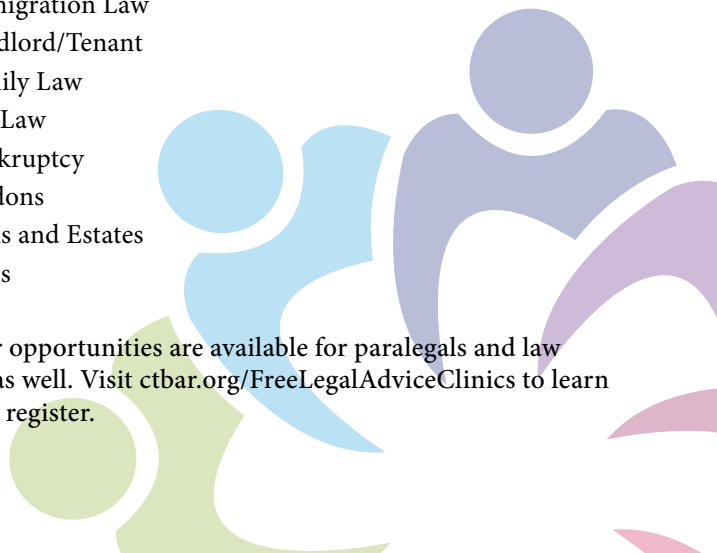 migration Law
dlord/Tenant
ily Law
Law
kruptcy
dons
s and Estates
s
r opportunities are available for paralegals and law
as well. Visit ctbar.org/FreeLegalAdviceClinics to learn
register.